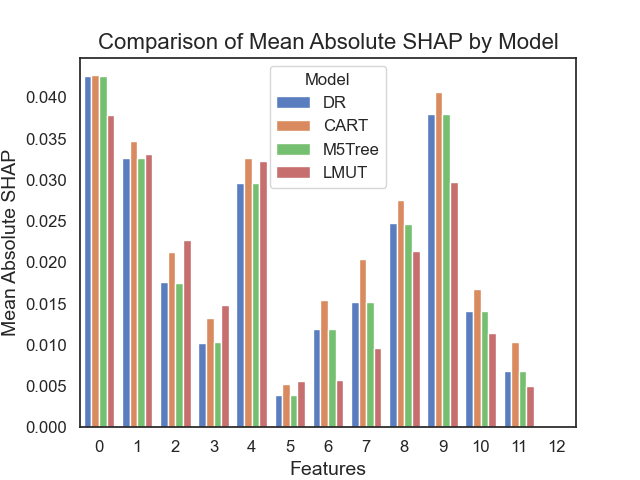 Comparison of Mean Absolute SHAP by Model
Mean Absolute SHAP
0.040
0.035
0.030
0.025
0.020
0.015
0.010
0.005
0.000
Model
DR
CART
M5Tree
LMUT
0 1 2 3 4 5 6 7 8 9 10 11 12
Features